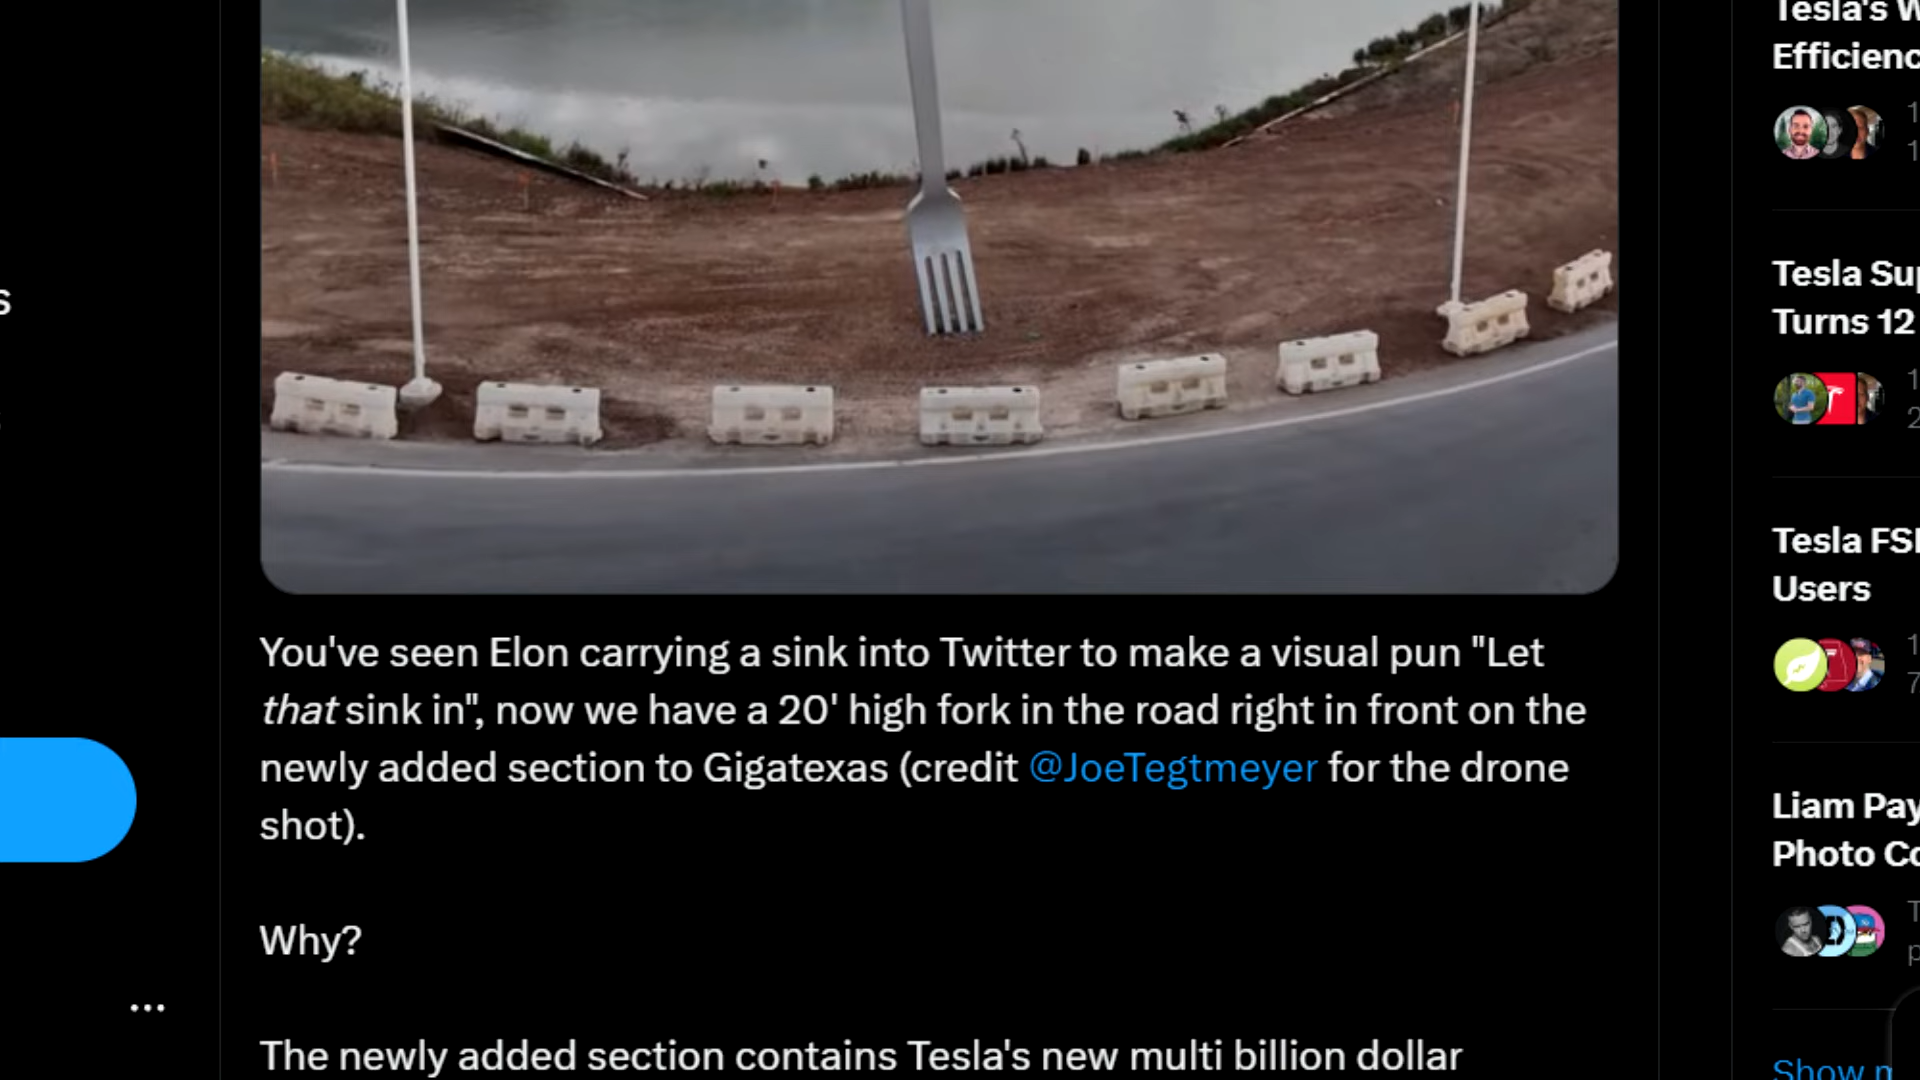 You've seen Elon carrying a sink into Twitter to make a visual pun "Let
that sink in", now we have a 20' high fork in the road right in front on the
newly added section to Gigatexas (credit @JoeTegtmeyer for the drone
shot).
Why?
The newly added section contains Tesla's new multi billion dollar
Tesla's W
Efficienc
Tesla Su
Turns 12
Tesla FS
Users
Liam Pay
Photo Co
Show m